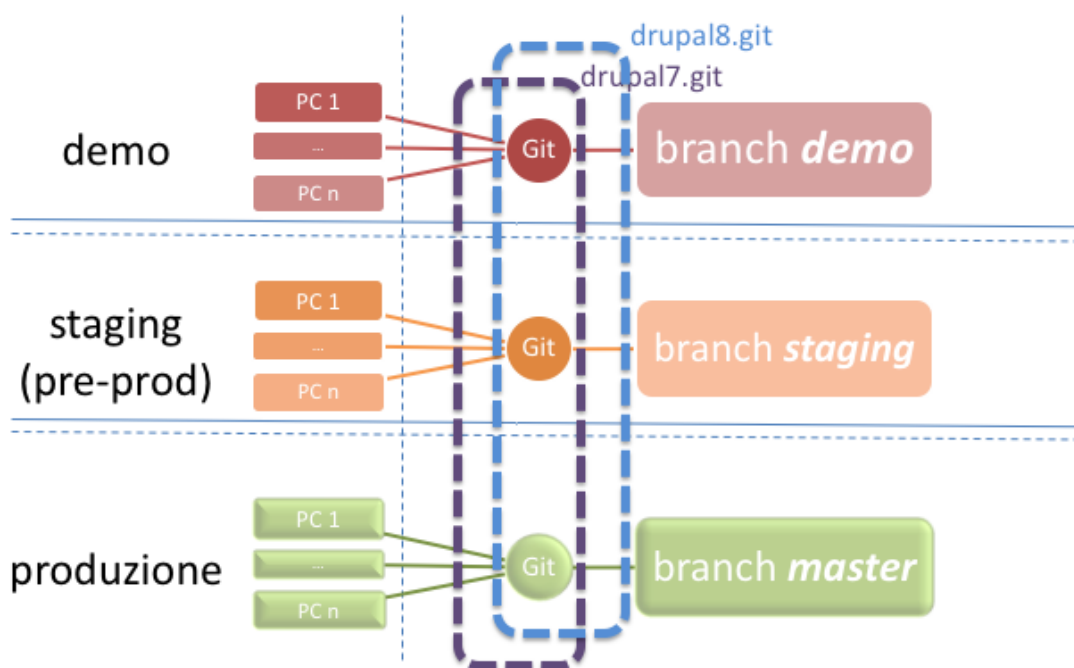 drupal8.git
drupal7.git
demo
PC 1
...
PC n
Git
branch demo
staging
(pre-prod)
PC 1
...
PC n
Git
branch staging
produzione
PC 1
...
PC n
Git
branch master